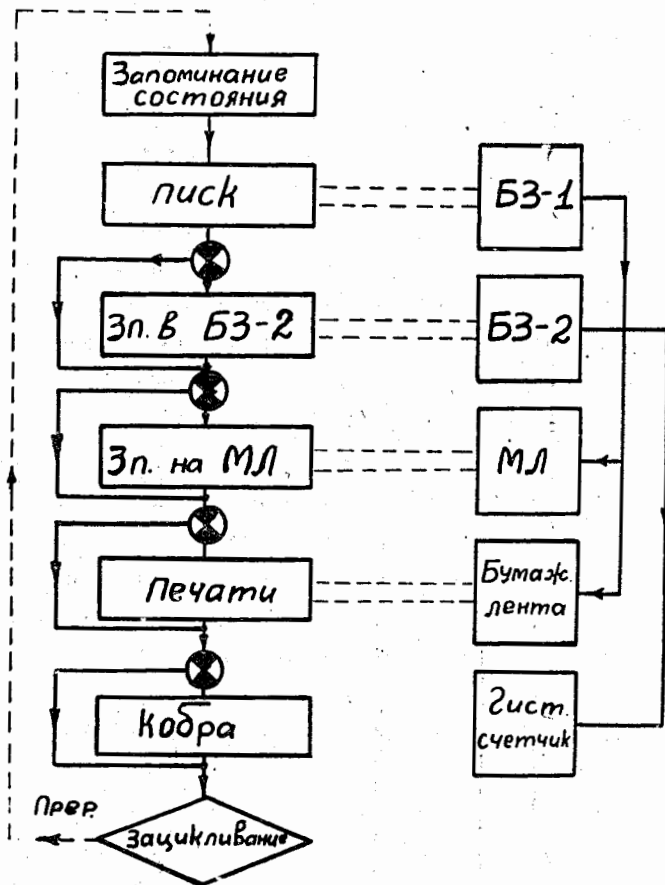 Запоминание
состояния
писк
БЗ-1
Зп. в БЗ-2
БЗ-2
Зп. на МЛ
МЛ
печати
Бумаж.
лента
Кобра
Гист.
счетчик
Прер.
Зацикливание